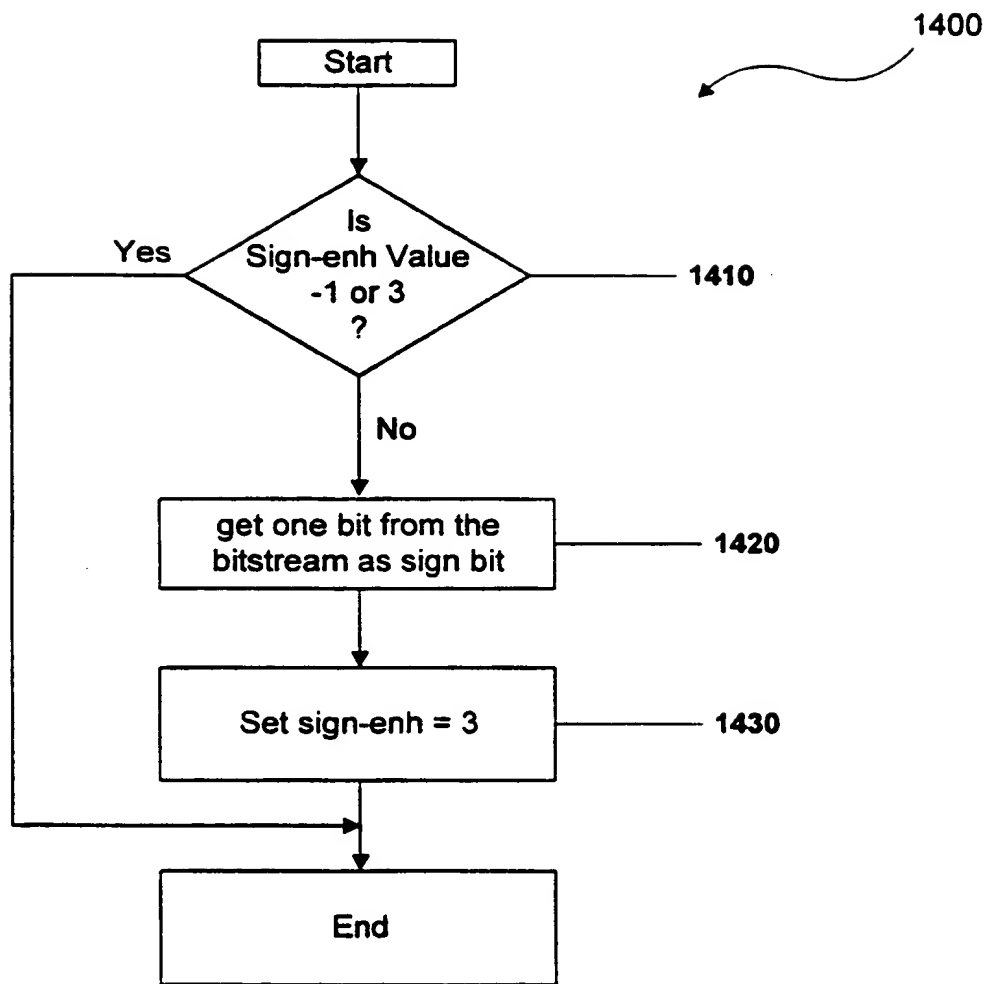 1400
Start
Is
Sign-enh Value
-1 or 3
?
Yes
1410
No
get one bit from the
bitstream as sign bit
1420
Set sign-enh = 3
1430
End